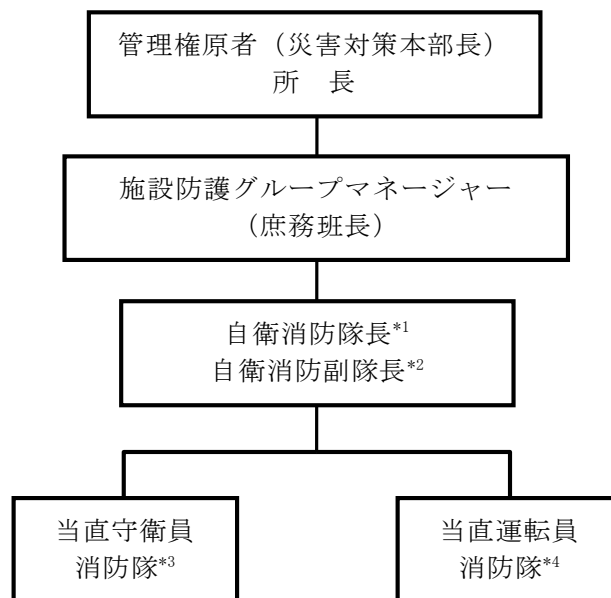 管理権原者（災害対策本部長）
所　長
施設防護グループマネージャー
（庶務班長）
自衛消防隊長*1
自衛消防副隊長*2
当直守衛員
消防隊*3
当直運転員
消防隊*4